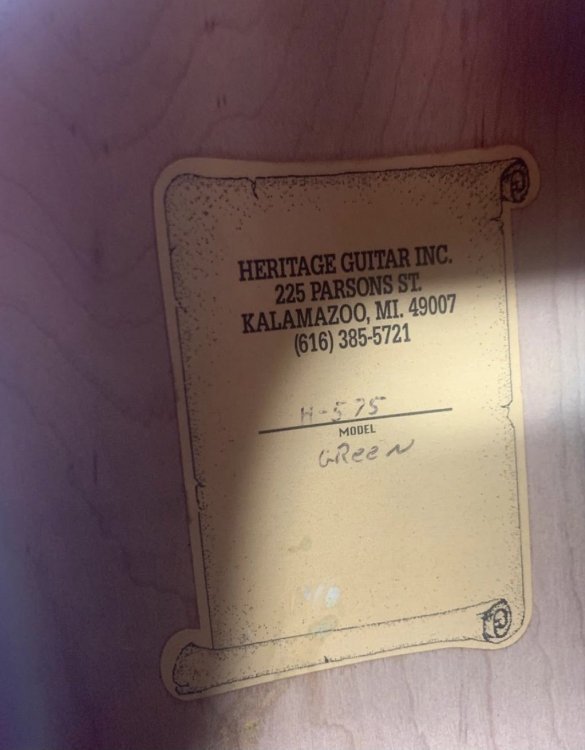 HERITAGE GUITAR INC.
225 PARSONS ST.
KALAMAZOO, MI. 49007
(616) 385-5721
H-575
MODEL
GReeN